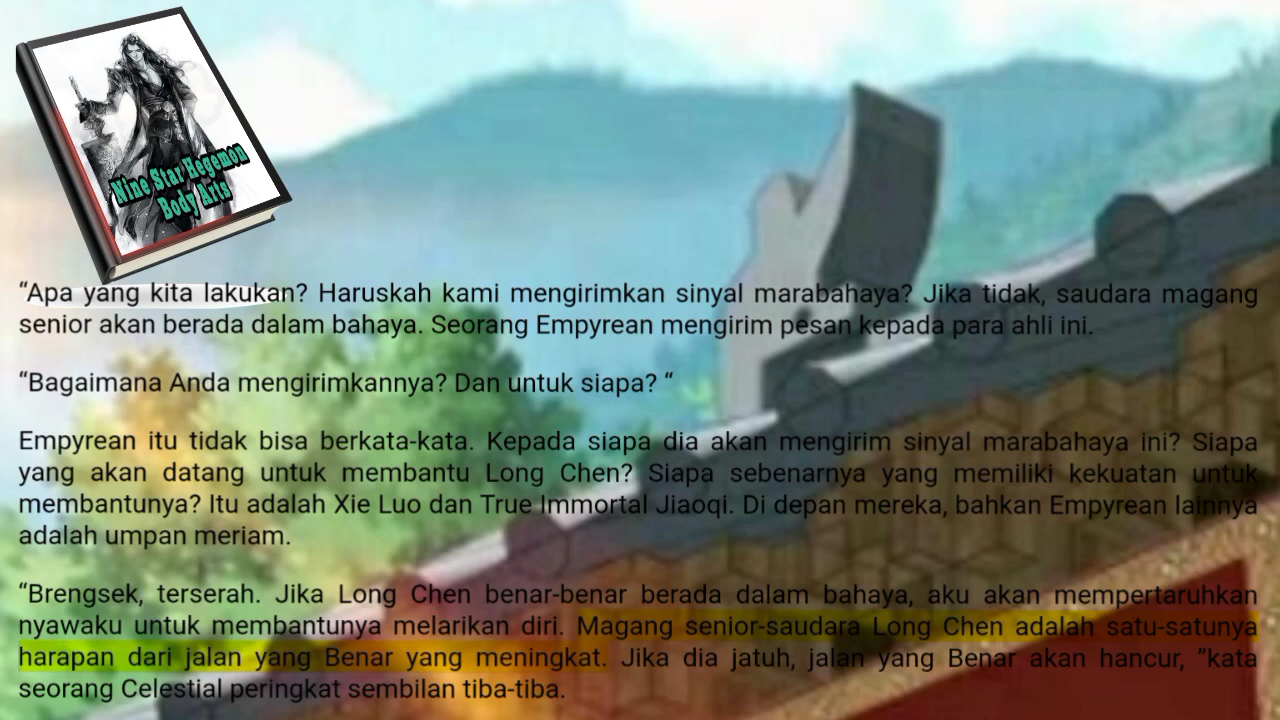 Nine Star Hegemon
Body Arts
“Apa yang kita lakukan? Haruskah kami mengirimkan sinyal marabahaya? Jika tidak, saudara magang
senior akan berada dalam bahaya. Seorang Empyrean mengirim pesan kepada para ahli ini.
“Bagaimana Anda mengirimkannya? Dan untuk siapa? “
Empyrean itu tidak bisa berkata-kata. Kepada siapa dia akan mengirim sinyal marabahaya ini? Siapa
yang akan datang untuk membantu Long Chen? Siapa sebenarnya yang memiliki kekuatan untuk
membantunya? Itu adalah Xie Luo dan True Immortal Jiaoqi. Di depan mereka, bahkan Empyrean lainnya
adalah umpan meriam.
“Brengsek, terserah. Jika Long Chen benar-benar berada dalam bahaya, aku akan mempertaruhkan
nyawaku untuk membantunya melarikan diri. Magang senior-saudara Long Chen adalah satu-satunya
harapan dari jalan yang Benar yang meningkat. Jika dia jatuh, jalan yang Benar akan hancur, ”kata
seorang Celestial peringkat sembilan tiba-tiba.